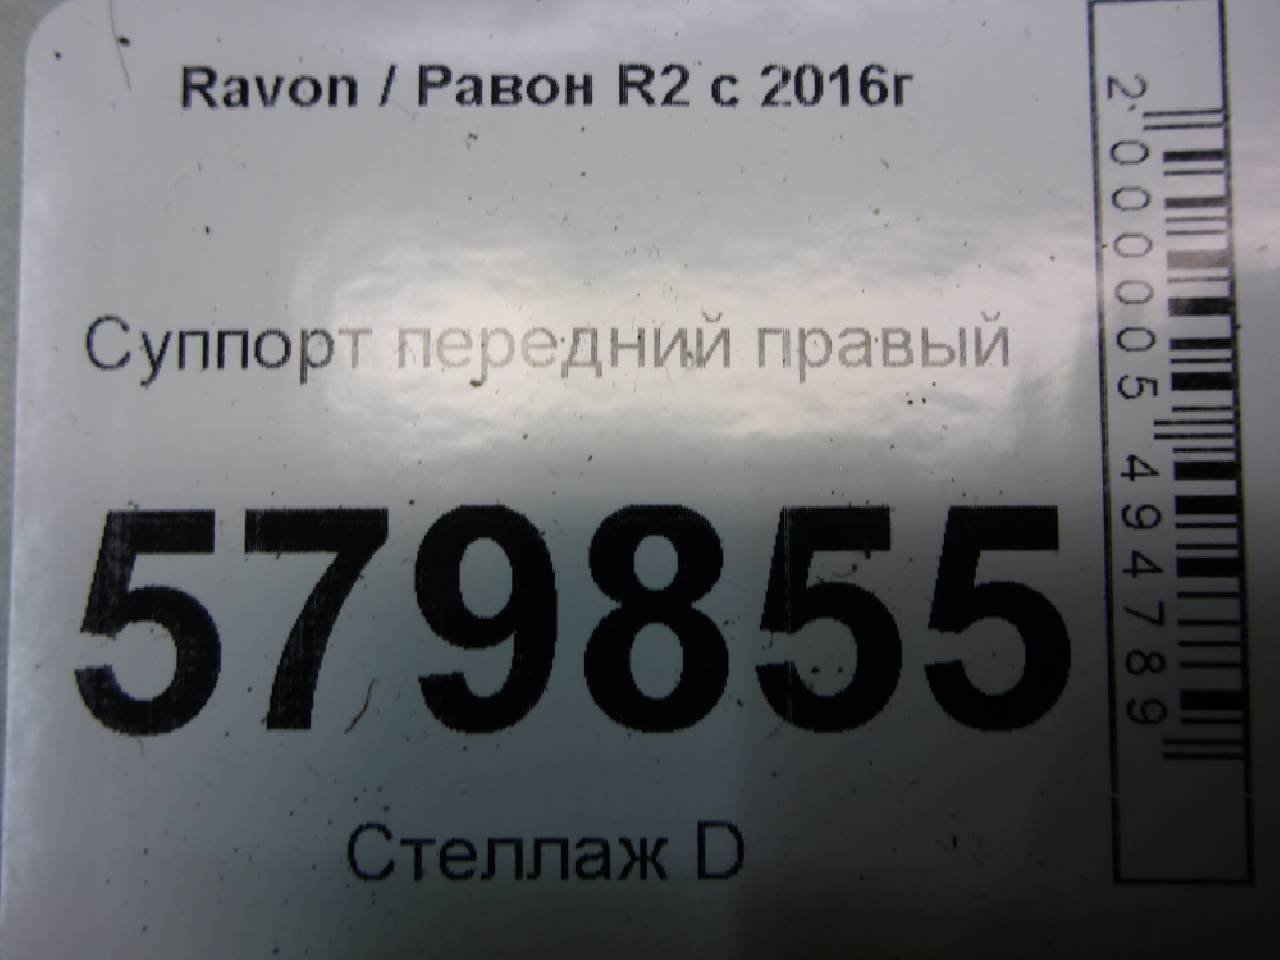 Ravon / Равон R2 с 2016г
Суппорт передний правый
579855
Стеллаж D
2000005494789